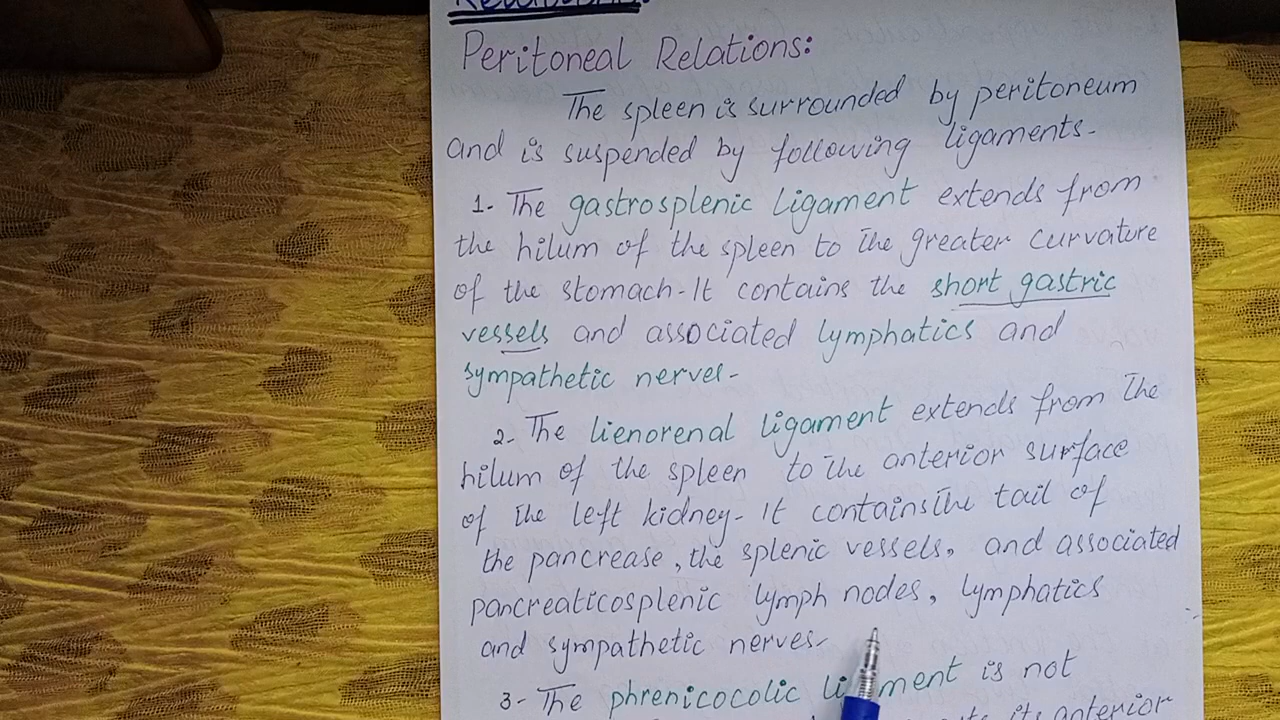 Relations:
Peritoneal Relations:
The spleen is surrounded by peritoneum
and is suspended by following ligaments-
1- The gastrosplenic ligament extends from
the hilum of the spleen to the greater curvature
of the stomach- It contains the short gastric
vessels and associated lymphatics and
sympathetic nerves-
2- The lienorenal ligament extends from the
hilum of the spleen to the anterior surface
of the left kidney- It contains the tail of
the pancrease, the splenic vessels, and associated
pancreaticosplenic lymph nodes, lymphatics
and sympathetic nerves-
3- The phrenicocolic ligament is not
its anterior